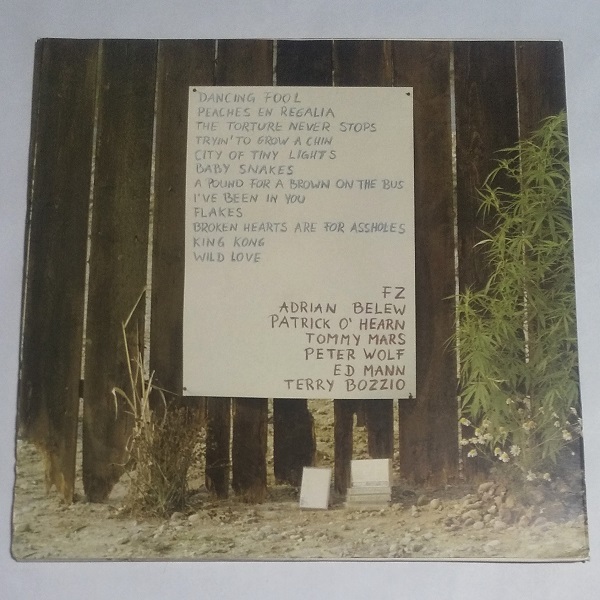 DANCING FOOL
PEACHES EN REGALIA
THE TORTURE NEVER STOPS
TRYIN' TO GROW A CHIN
CITY OF TINY LIGHTS
BABY SNAKES
A POUND FOR A BROWN ON THE BUS
I'VE BEEN IN YOU
FLAKES
BROKEN HEARTS ARE FOR ASSHOLES
KING KONG
WILD LOVE
FZ
ADRIAN BELEW
PATRICK O'HEARN
TOMMY MARS
PETER WOLF
ED MANN
TERRY BOZZIO